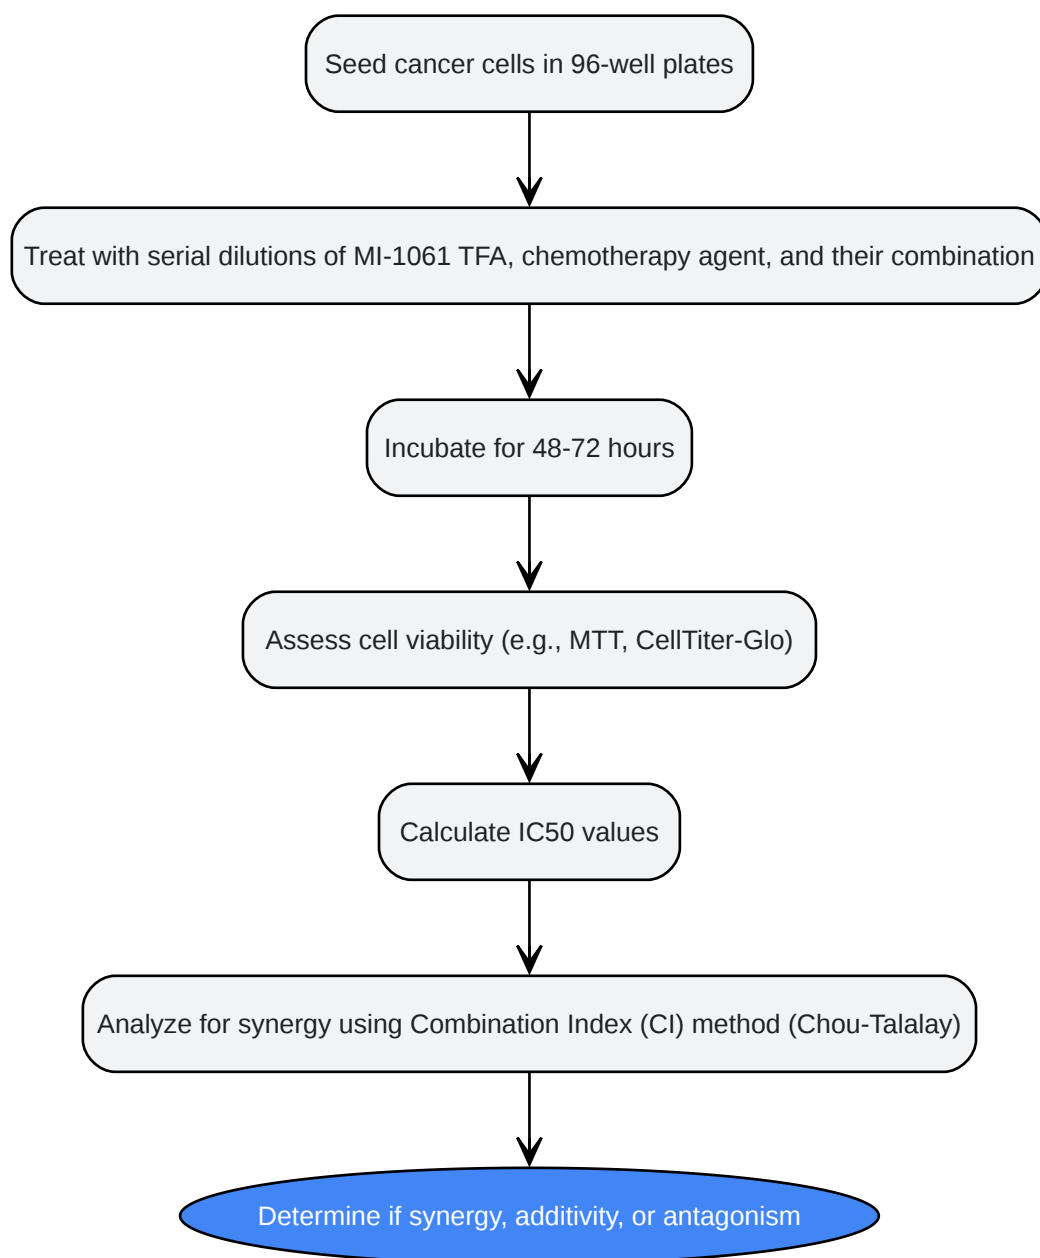 Seed cancer cells in 96-well plates
Treat with serial dilutions of MI-1061 TFA, chemotherapy agent, and their combination
Incubate for 48-72 hours
Assess cell viability (e.g., MTT, CellTiter-Glo)
Calculate IC50 values
Analyze for synergy using Combination Index (CI) method (Chou-Talalay)
Determine if synergy, additivity, or antagonism